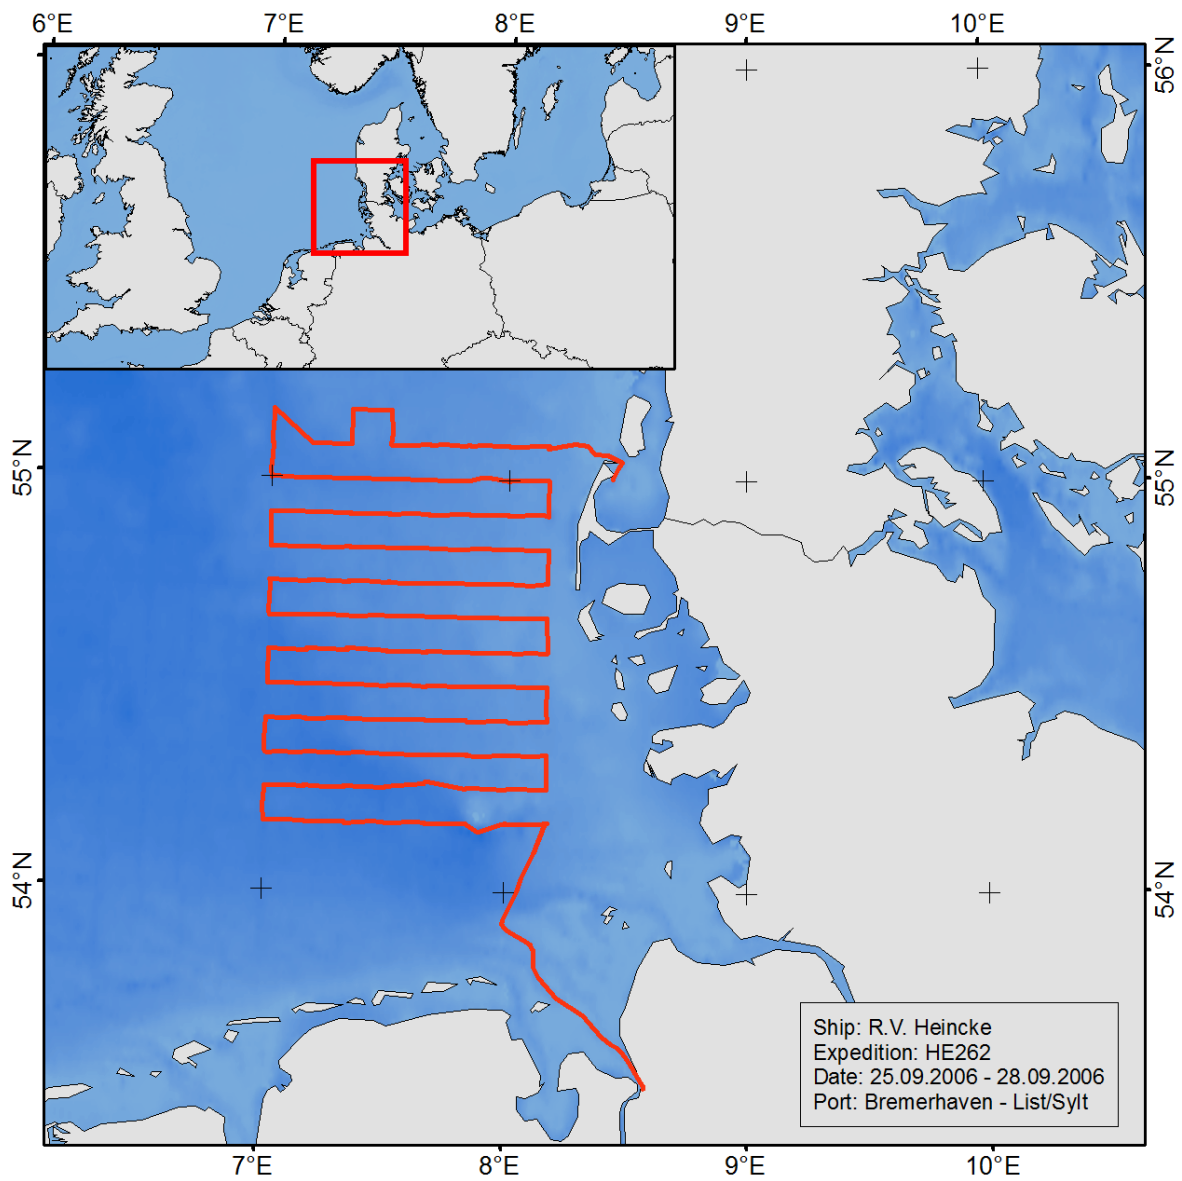 6°E 7°E 8°E 9°E 10°E
56°N 56°N
55°N 55°N
54°N 54°N
Ship: R.V. Heincke
Expedition: HE262
Date: 25.09.2006 - 28.09.2006
Port: Bremerhaven - List/Sylt
7°E 8°E 9°E 10°E